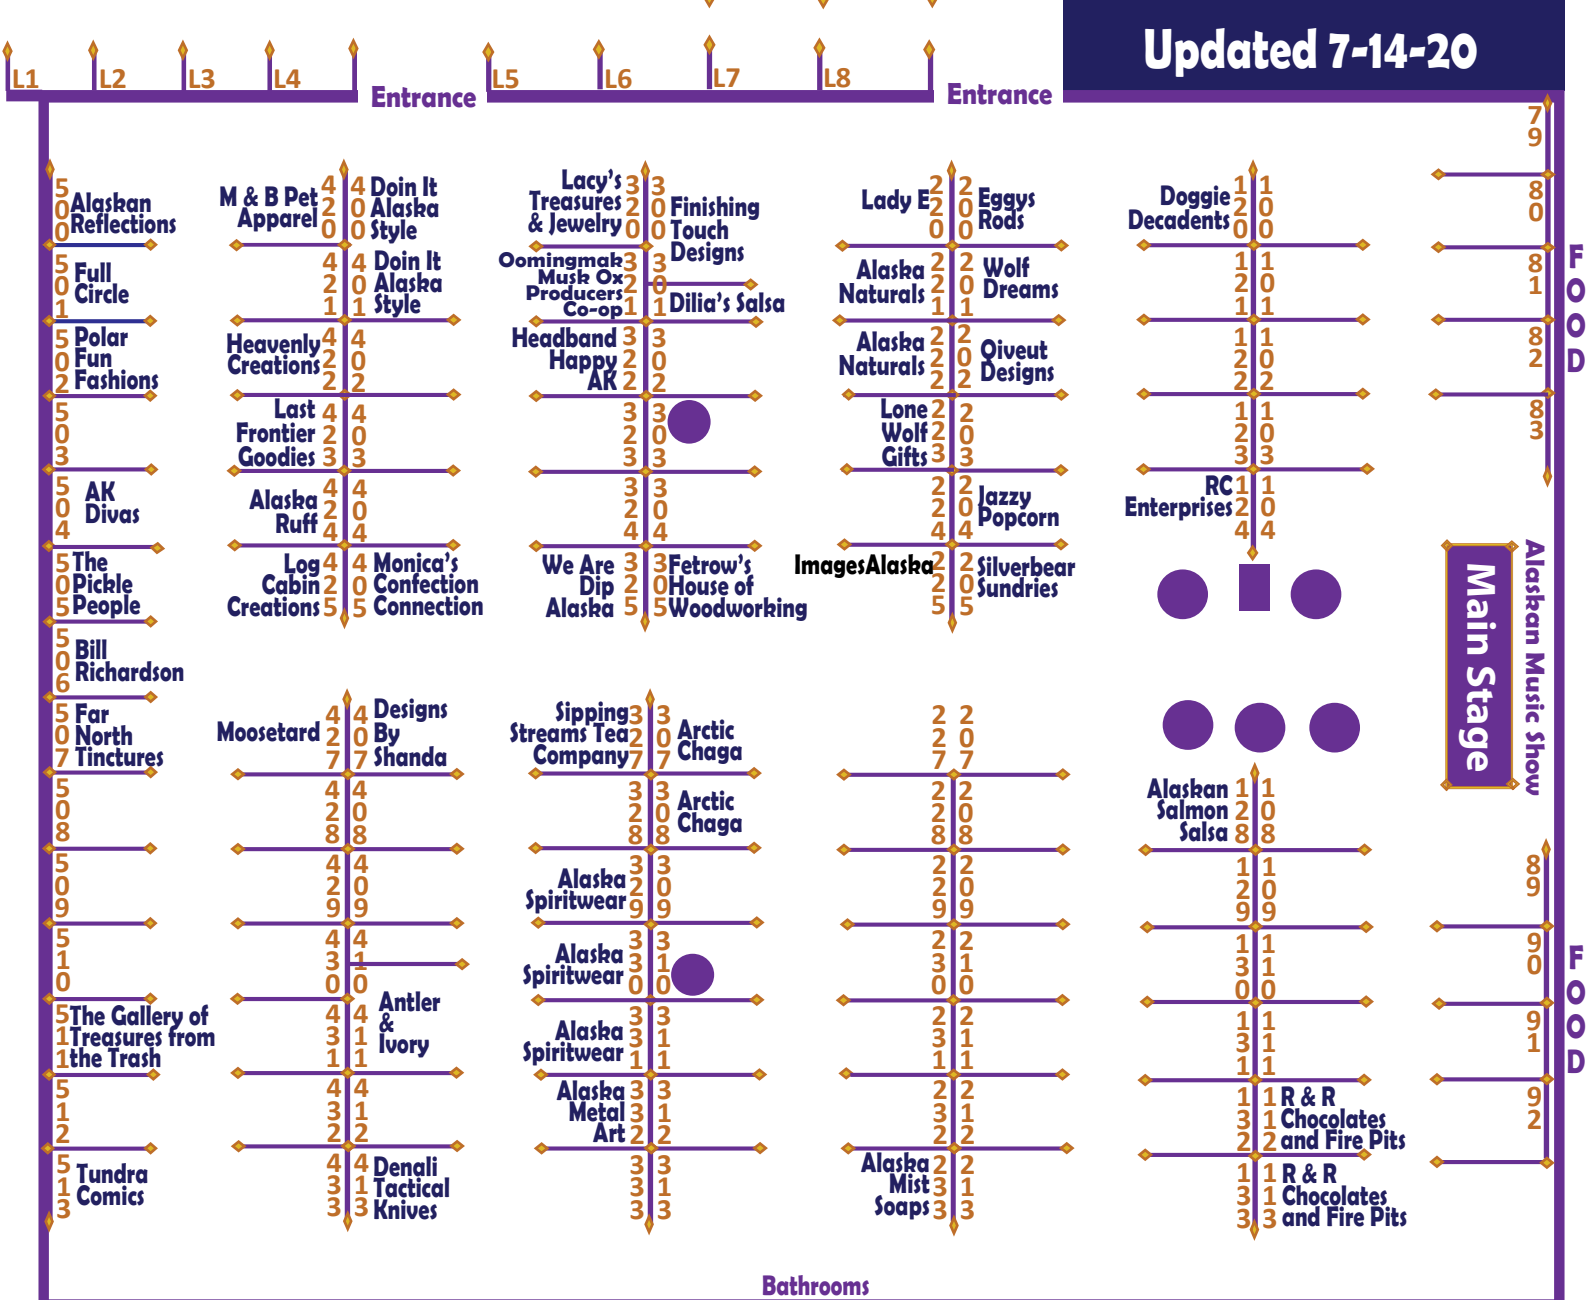 Updated 7-14-20
L1
L2
L3
L4
Entrance
L5
L6
L7
L8
Entrance
500
Alaskan
Reflections
501
Full
Circle
502
Polar
Fun
Fashions
503
504
AK
Divas
505
The
Pickle
People
506
Bill
Richardson
507
Far
North
Tinctures
508
509
510
511
The Gallery of
Treasures from
the Trash
512
513
Tundra
Comics
M & B Pet
Apparel
420
421
Heavenly
Creations
422
Last
Frontier
Goodies
423
Alaska
Ruff
424
Log
Cabin
Creations
425
Moosetard
427
428
429
430
431
432
433
400
Doin It
Alaska
Style
401
Doin It
Alaska
Style
402
403
404
405
Monica's
Confection
Connection
407
Designs
By
Shanda
408
409
410
411
Antler
&
Ivory
412
413
Denali
Tactical
Knives
Lacy's
Treasures
& Jewelry
320
Oomingmak
Musk Ox
Producers
Co-op
321
Headband
Happy
AK
322
323
324
We Are
Dip
Alaska
325
Sipping
Streams Tea
Company
327
328
Alaska
Spiritwear
329
Alaska
Spiritwear
330
Alaska
Spiritwear
331
Alaska
Metal
Art
332
333
300
Finishing
Touch
Designs
301
Dilia's Salsa
302
303
304
305
Fetrow's
House of
Woodworking
307
Arctic
Chaga
308
Arctic
Chaga
309
310
311
312
313
Lady E
220
Alaska
Naturals
221
Alaska
Naturals
222
Lone
Wolf
Gifts
223
224
ImagesAlaska
225
227
228
229
230
231
232
Alaska
Mist
Soaps
233
200
Eggys
Rods
201
Wolf
Dreams
202
Qiveut
Designs
203
204
Jazzy
Popcorn
205
Silverbear
Sundries
207
208
209
210
211
212
213
Doggie
Decadents
120
121
122
123
RC
Enterprises
124
Alaskan
Salmon
Salsa
128
129
130
131
132
133
100
101
102
103
104
108
109
110
111
112
R & R
Chocolates
and Fire Pits
113
R & R
Chocolates
and Fire Pits
79
80
81
82
83
FOOD
Main Stage
Alaskan Music Show
89
90
91
92
FOOD
Bathrooms